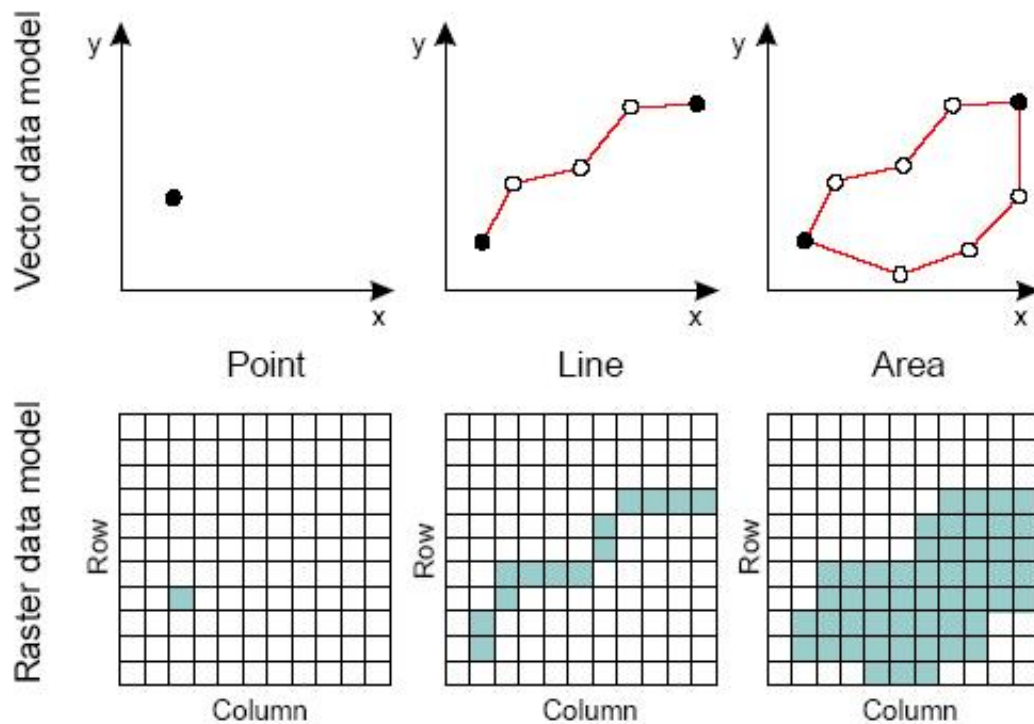 Vector data model
y
x
y
x
y
x
Point
Line
Area
Raster data model
Row
Column
Row
Column
Row
Column